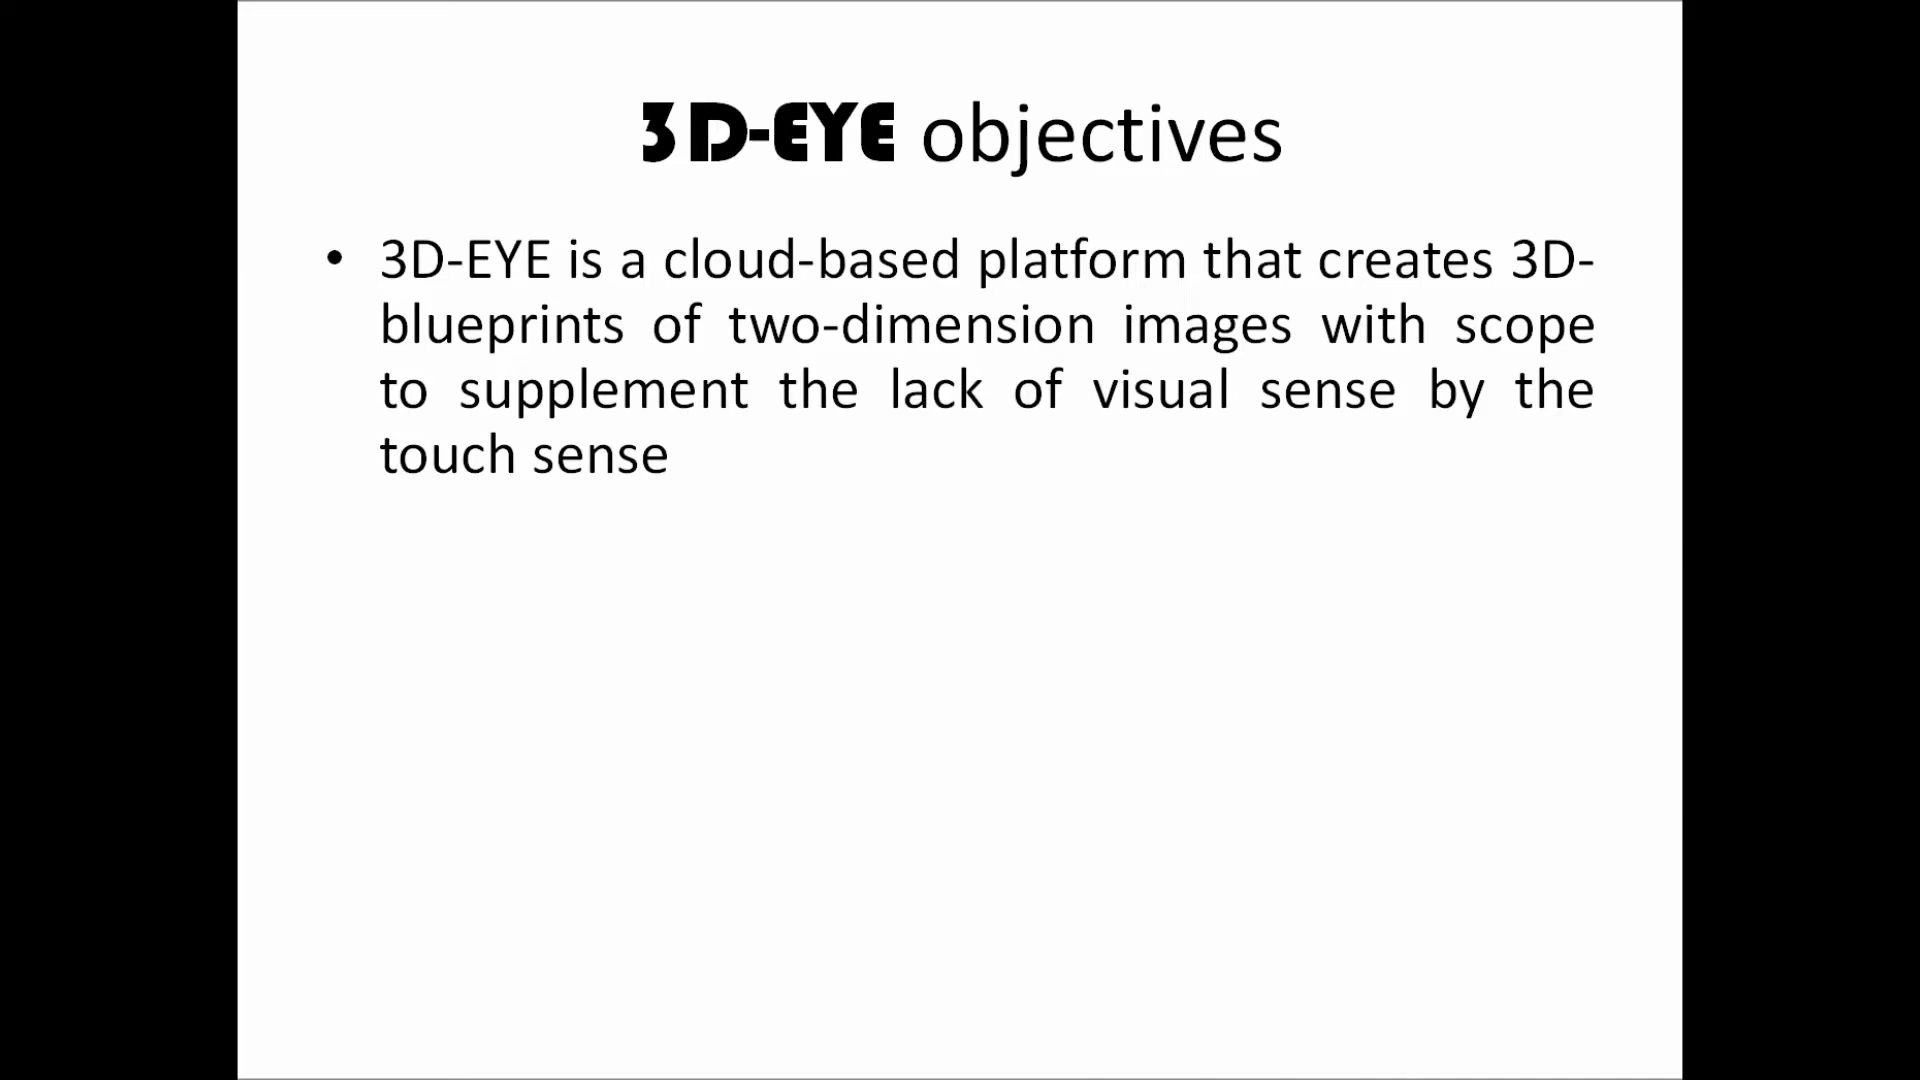 3D-EYE objectives
• 3D-EYE is a cloud-based platform that creates 3D-
blueprints of two-dimension images with scope
to supplement the lack of visual sense by the
touch sense